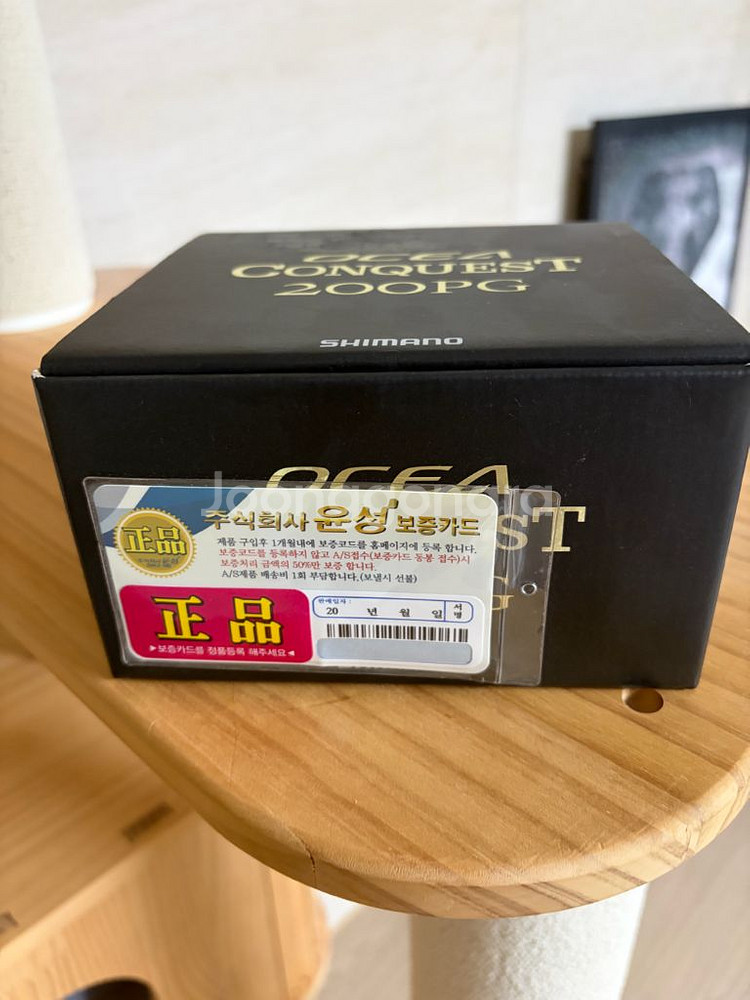 OCEA
CONQUEST
200PG
SHIMANO
OCEA
Joonggonara
ST
G
正品
주식회사 윤성 보증카드
제품 구입후 1개월내에 보증코드를 홈페이지에 등록 합니다.
보증코드를 등록하지 않고 A/S접수(보증카드 동봉 접수)시
보증처리 금액의 50%만 보증 합니다.
A/S제품 배송비 1회 부담합니다.(보낼시 선불)
正品
▶보증카드를 정품등록 해주세요◀
판매일자 :
20 년 월 일 서명